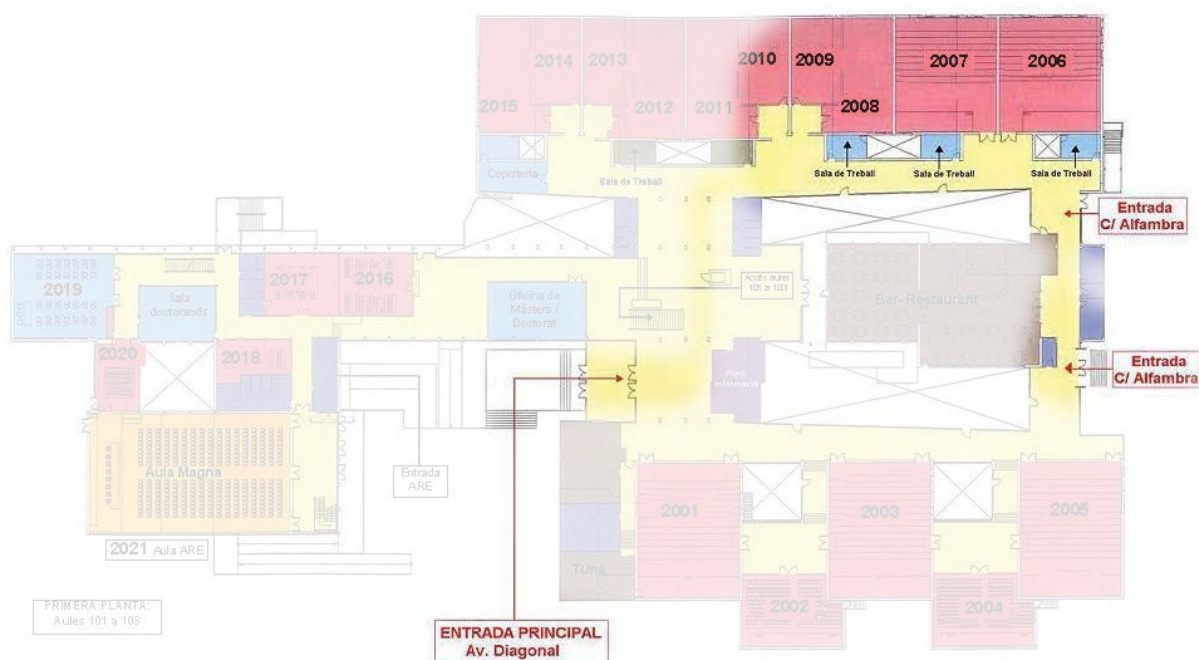 2014
2013
2010
2009
2007
2006
2015
2012
2011
2008
Copisteria
Sala de Treball
Sala de Treball
Sala de Treball
Sala de Treball
Entrada
C/ Alfambra
2019
2017
2016
Sala
doctorands
Oficina de
Màsters i
Doctorat
Accés aules
101 a 103
Bar- Restaurant
2020
2018
Punt
Informació
Entrada
C/ Alfambra
Aula Magna
Entrada
ARE
2001
2003
2005
2021 Aula ARE
Tuna
2002
2004
PRIMERA PLANTA:
Aules 101 a 103
ENTRADA PRINCIPAL
Av. Diagonal